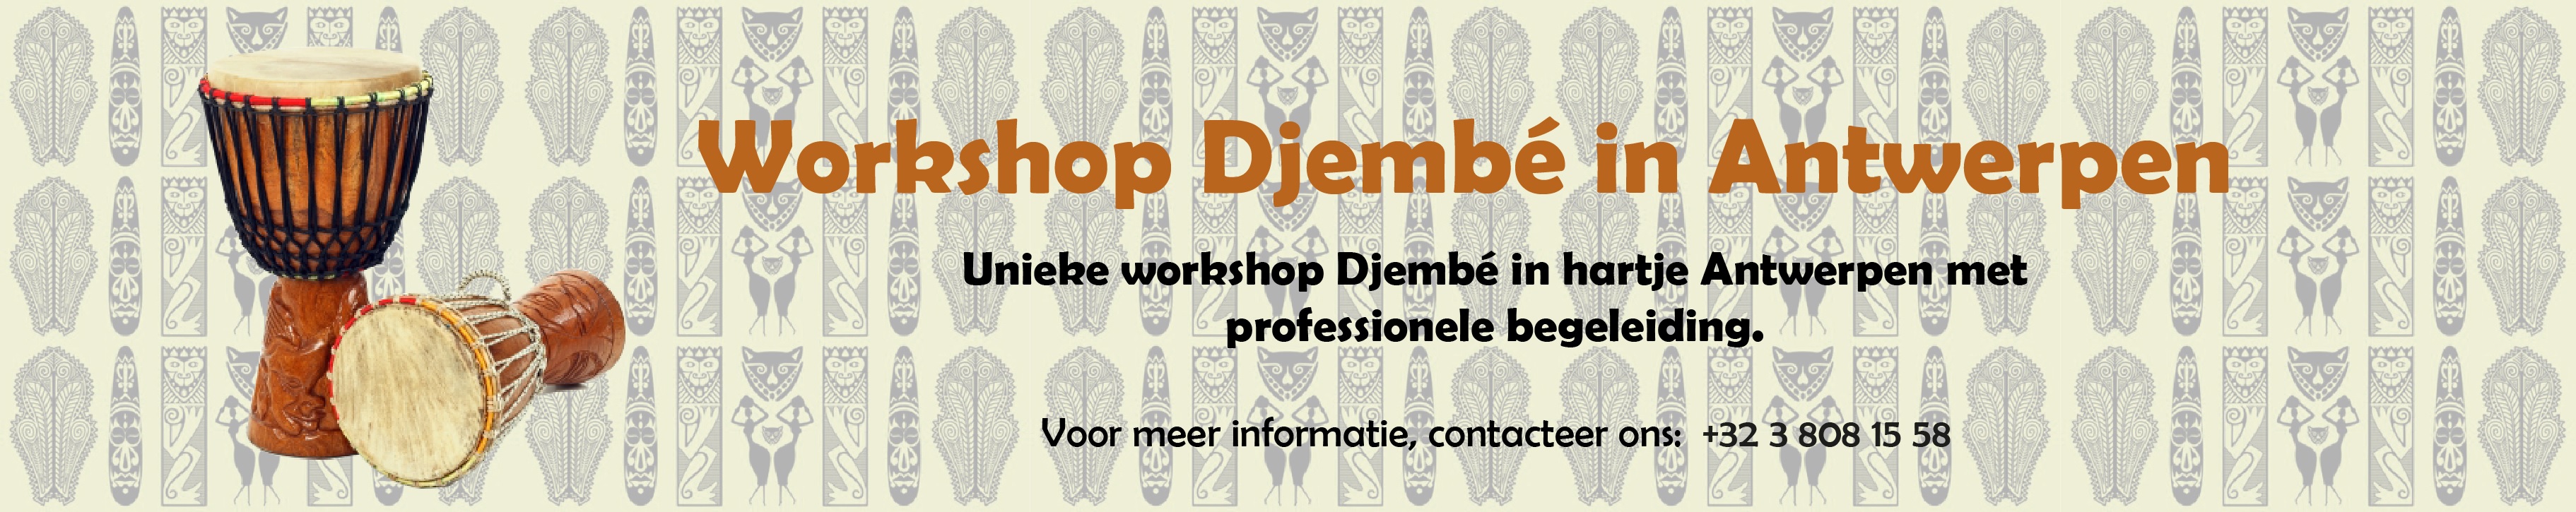 Workshop Djembé in Antwerpen
Unieke workshop Djembé in hartje Antwerpen met
professionele begeleiding.
Voor meer informatie, contacteer ons: +32 3 808 15 58